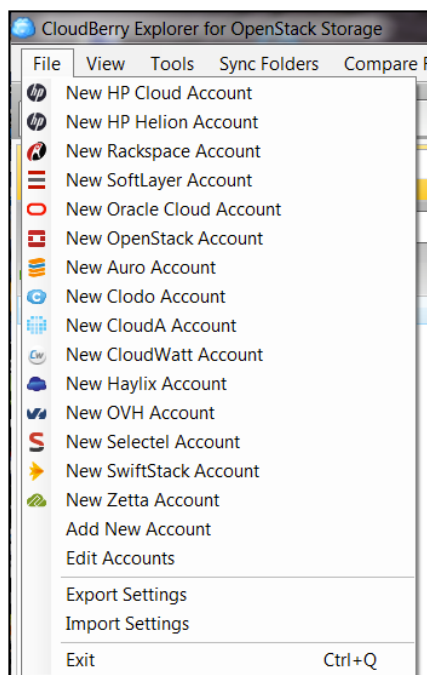 CloudBerry Explorer for OpenStack Storage
File View Tools Sync Folders Compare F
New HP Cloud Account
New HP Helion Account
New Rackspace Account
New SoftLayer Account
New Oracle Cloud Account
New OpenStack Account
New Auro Account
New Clodo Account
New CloudA Account
New CloudWatt Account
New Haylix Account
New OVH Account
New Selectel Account
New SwiftStack Account
New Zetta Account
Add New Account
Edit Accounts
Export Settings
Import Settings
Exit Ctrl+Q